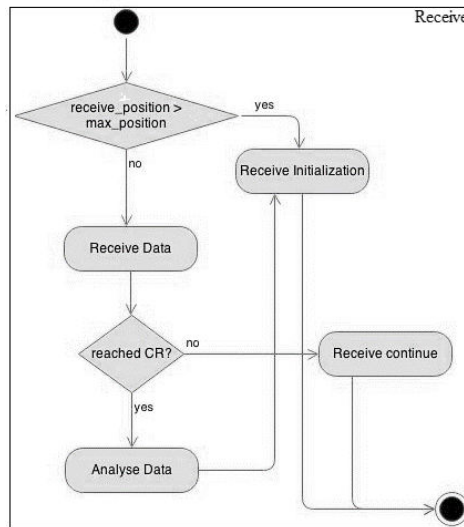 Receive
receive_position >
max_position
yes
no
Receive Initialization
Receive Data
reached CR?
no
Receive continue
yes
Analyse Data